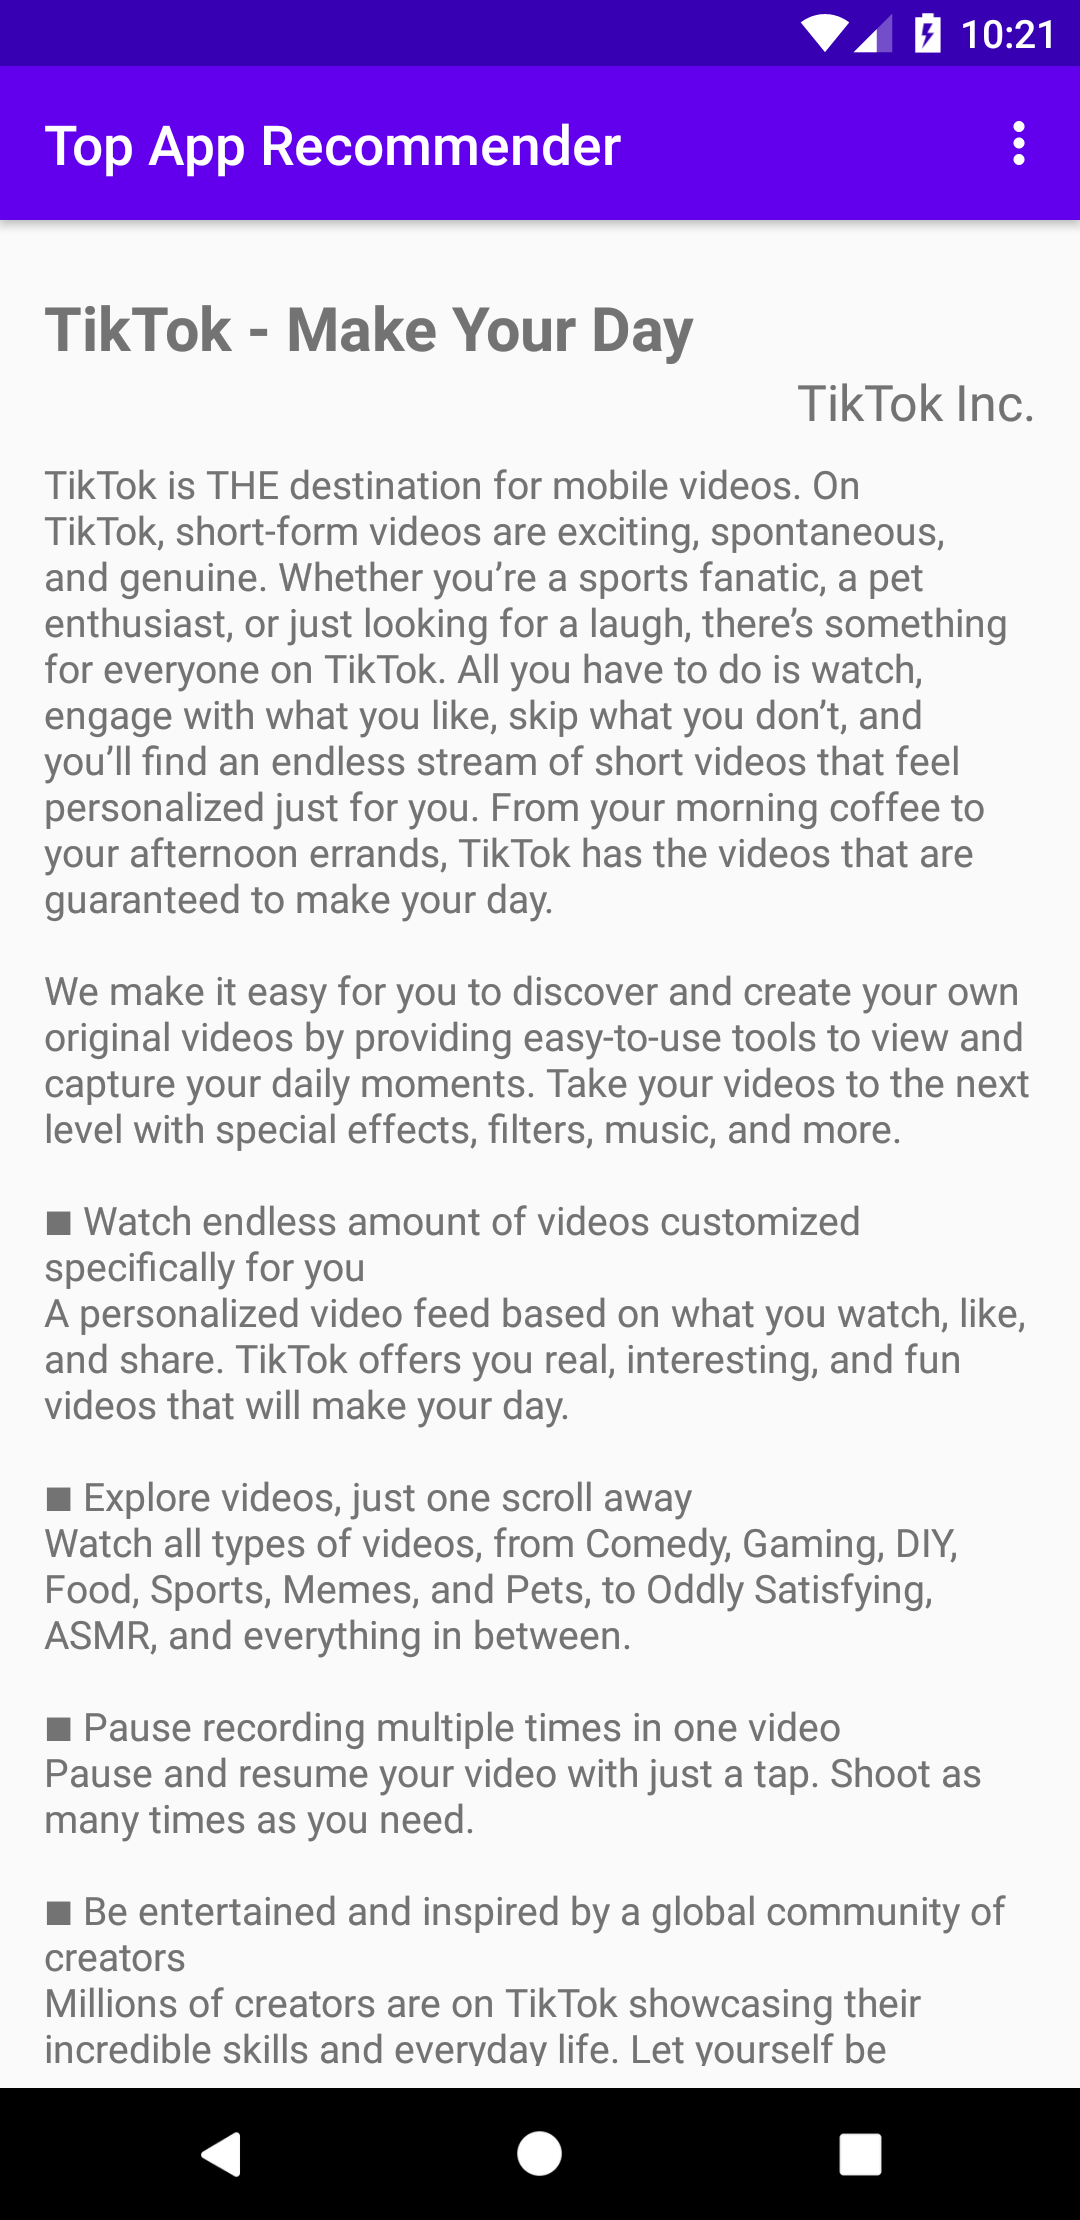 10:21
Top App Recommender
TikTok - Make Your Day
TikTok Inc.
TikTok is THE destination for mobile videos. On
TikTok, short-form videos are exciting, spontaneous,
and genuine. Whether you’re a sports fanatic, a pet
enthusiast, or just looking for a laugh, there’s something
for everyone on TikTok. All you have to do is watch,
engage with what you like, skip what you don’t, and
you’ll find an endless stream of short videos that feel
personalized just for you. From your morning coffee to
your afternoon errands, TikTok has the videos that are
guaranteed to make your day.
We make it easy for you to discover and create your own
original videos by providing easy-to-use tools to view and
capture your daily moments. Take your videos to the next
level with special effects, filters, music, and more.
■ Watch endless amount of videos customized
specifically for you
A personalized video feed based on what you watch, like,
and share. TikTok offers you real, interesting, and fun
videos that will make your day.
■ Explore videos, just one scroll away
Watch all types of videos, from Comedy, Gaming, DIY,
Food, Sports, Memes, and Pets, to Oddly Satisfying,
ASMR, and everything in between.
■ Pause recording multiple times in one video
Pause and resume your video with just a tap. Shoot as
many times as you need.
■ Be entertained and inspired by a global community of
creators
Millions of creators are on TikTok showcasing their
incredible skills and everyday life. Let yourself be